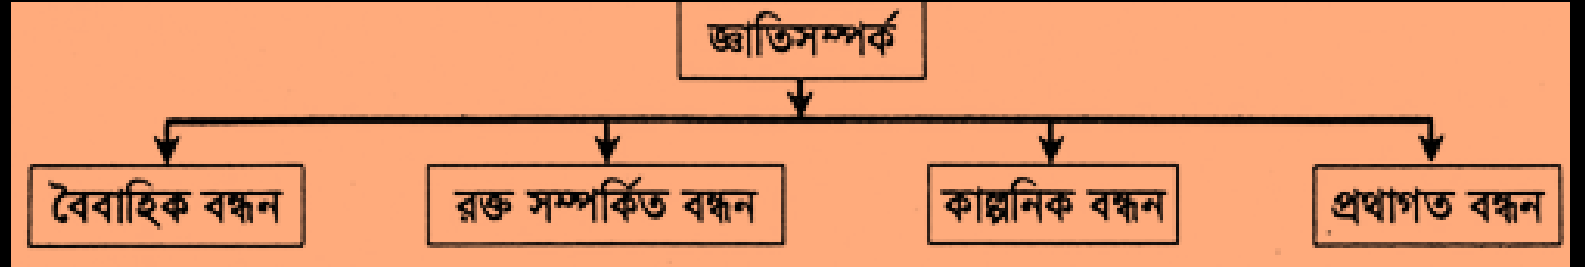 জ্ঞাতিসম্পর্ক
বৈবাহিক বন্ধন
রক্ত সম্পর্কিত বন্ধন
কাল্পনিক বন্ধন
প্রথাগত বন্ধন